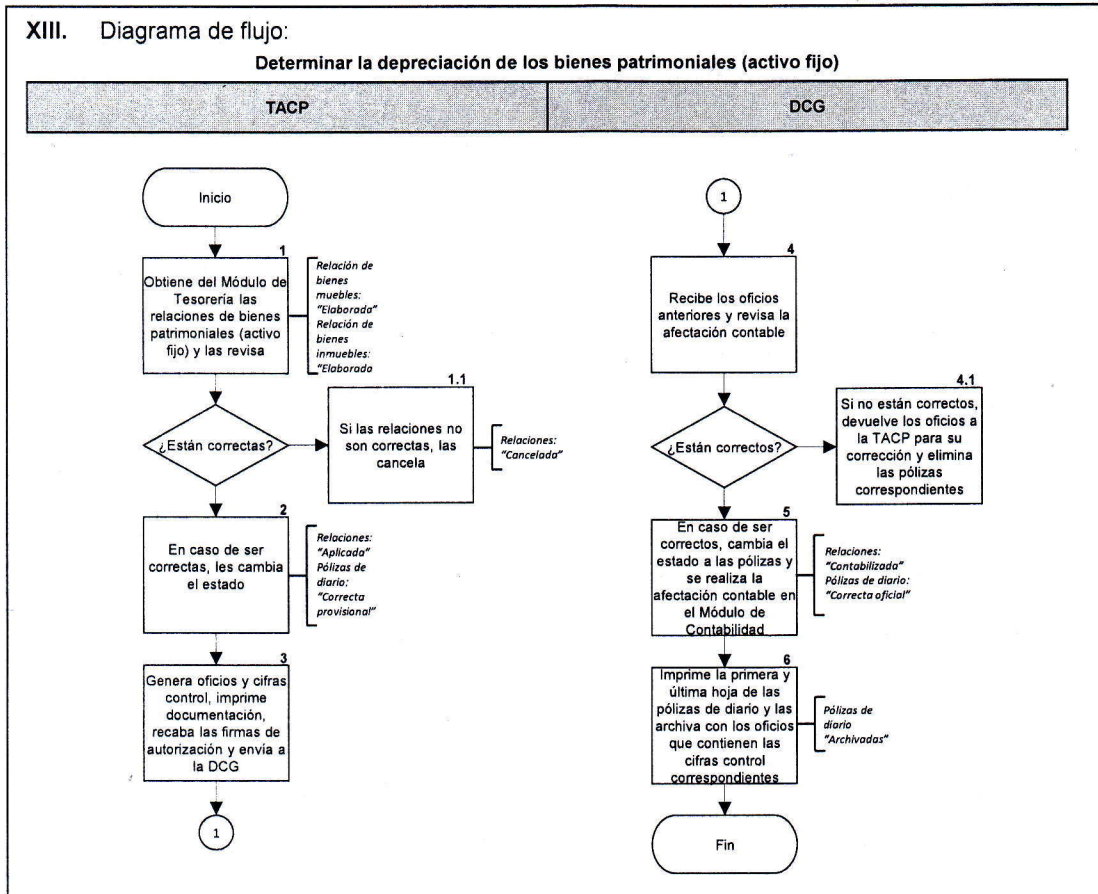 XIII. Diagrama de flujo:
Determinar la depreciación de los bienes patrimoniales (activo fijo)
TACP
DCG
Inicio
1
Obtiene del Módulo de
Tesorería las
relaciones de bienes
patrimoniales (activo
fijo) y las revisa
Relación de
bienes
muebles:
"Elaborada"
Relación de
bienes
inmuebles:
"Elaborada
¿Están correctas?
1.1
Si las relaciones no
son correctas, las
cancela
Relaciones:
"Cancelada"
2
En caso de ser
correctas, les cambia
el estado
Relaciones:
"Aplicada"
Pólizas de
diario:
"Correcta
provisional"
3
Genera oficios y cifras
control, imprime
documentación,
recaba las firmas de
autorización y envía a
la DCG
1
1
4
Recibe los oficios
anteriores y revisa la
afectación contable
¿Están correctos?
4.1
Si no están correctos,
devuelve los oficios a
la TACP para su
corrección y elimina
las pólizas
correspondientes
5
En caso de ser
correctos, cambia el
estado a las pólizas y
se realiza la
afectación contable en
el Módulo de
Contabilidad
Relaciones:
"Contabilizada"
Pólizas de diario:
"Correcta oficial"
6
Imprime la primera y
última hoja de las
pólizas de diario y las
archiva con los oficios
que contienen las
cifras control
correspondientes
Pólizas de
diario
"Archivadas"
Fin